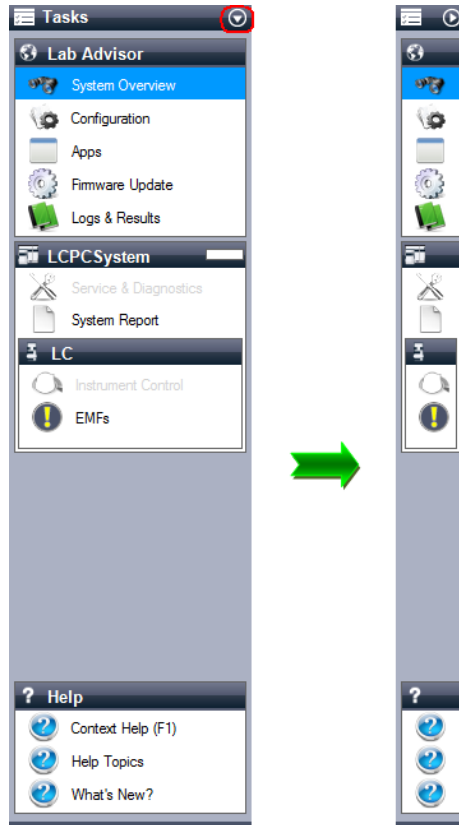 Tasks
Lab Advisor
System Overview
Configuration
Apps
Firmware Update
Logs & Results
LCPCSystem
Service & Diagnostics
System Report
LC
Instrument Control
EMFs
? Help
Context Help (F1)
Help Topics
What's New?
?